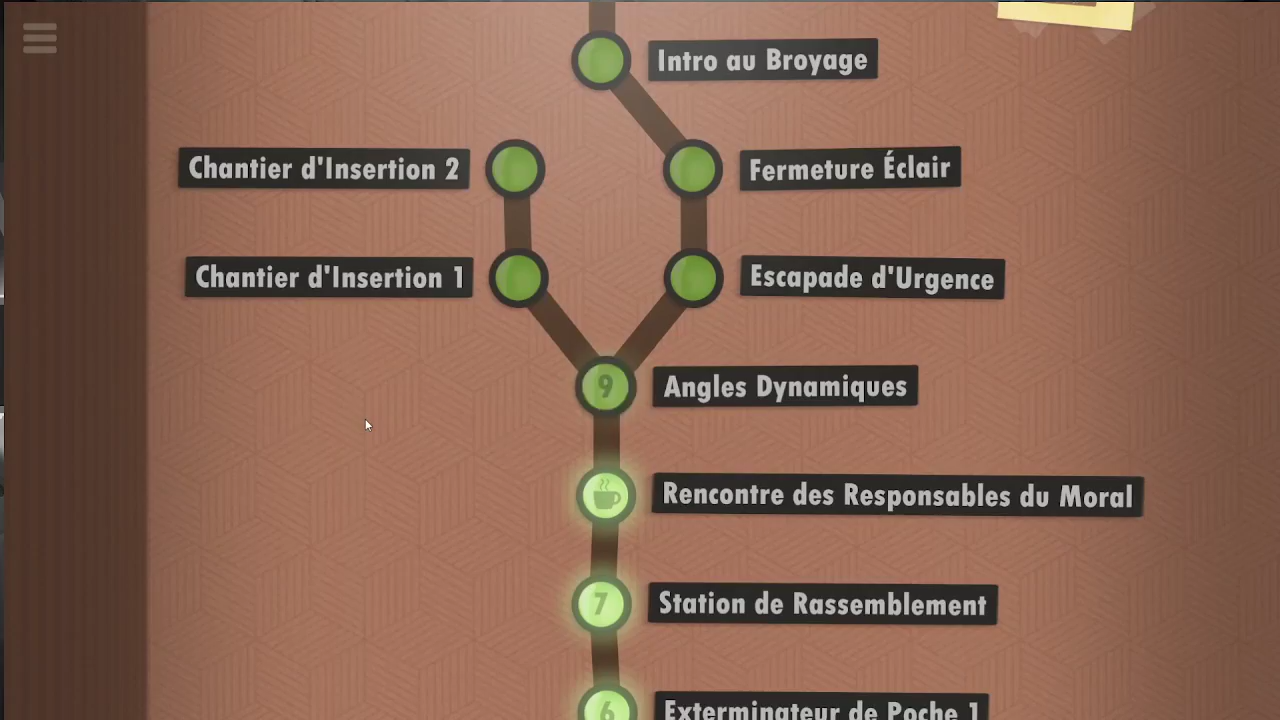 Intro au Broyage
Chantier d'Insertion 2
Fermeture Éclair
Chantier d'Insertion 1
Escapade d'Urgence
9
Angles Dynamiques
Rencontre des Responsables du Moral
7
Station de Rassemblement
6
Exterminateur de Poche 1